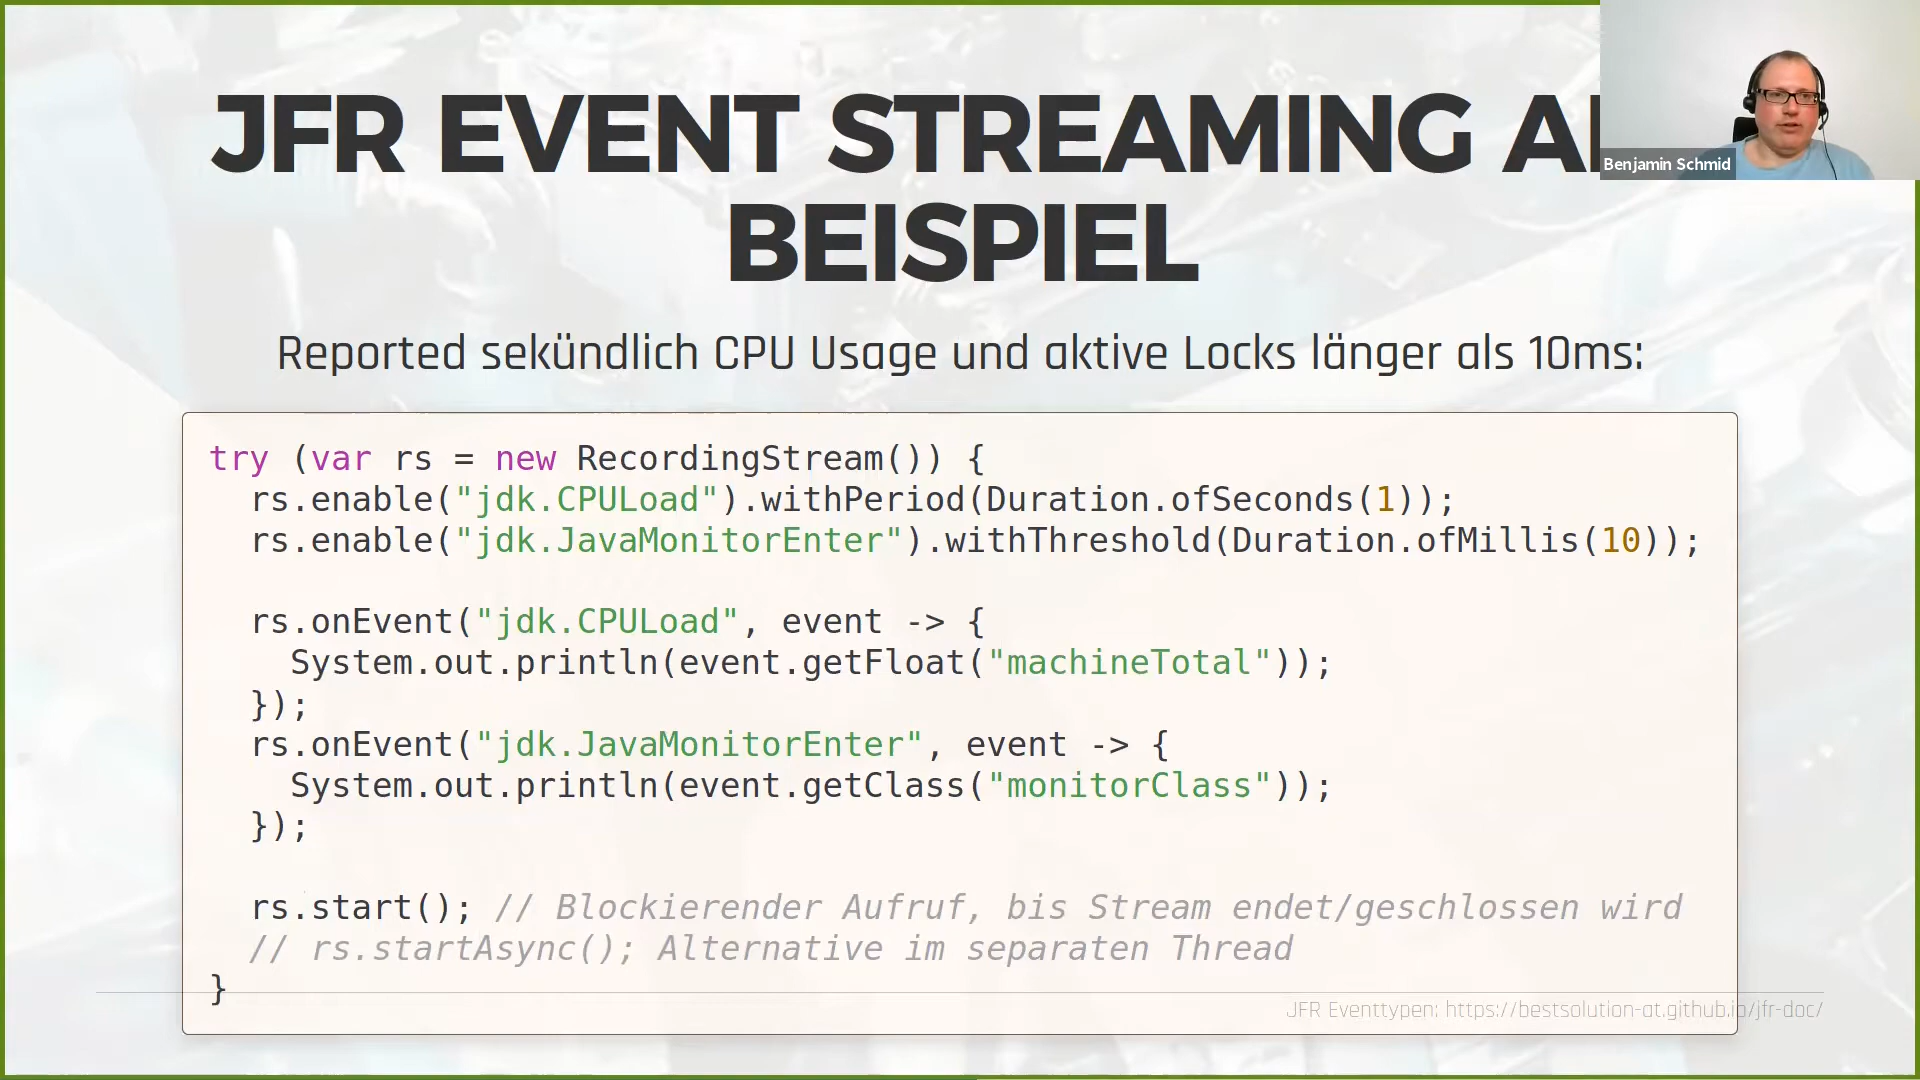 JFR EVENT STREAMING A
BEISPIEL
Benjamin Schmid
Reported sekündlich CPU Usage und aktive Locks länger als 10ms:
try (var rs = new RecordingStream()) {
  rs.enable("jdk.CPULoad").withPeriod(Duration.ofSeconds(1));
  rs.enable("jdk.JavaMonitorEnter").withThreshold(Duration.ofMillis(10));
  rs.onEvent("jdk.CPULoad", event -> {
    System.out.println(event.getFloat("machineTotal"));
  });
  rs.onEvent("jdk.JavaMonitorEnter", event -> {
    System.out.println(event.getClass("monitorClass"));
  });
  rs.start(); // Blockierender Aufruf, bis Stream endet/geschlossen wird
  // rs.startAsync(); Alternative im separaten Thread
}
JFR Eventtypen: https://bestsolution-at.github.io/jfr-doc/